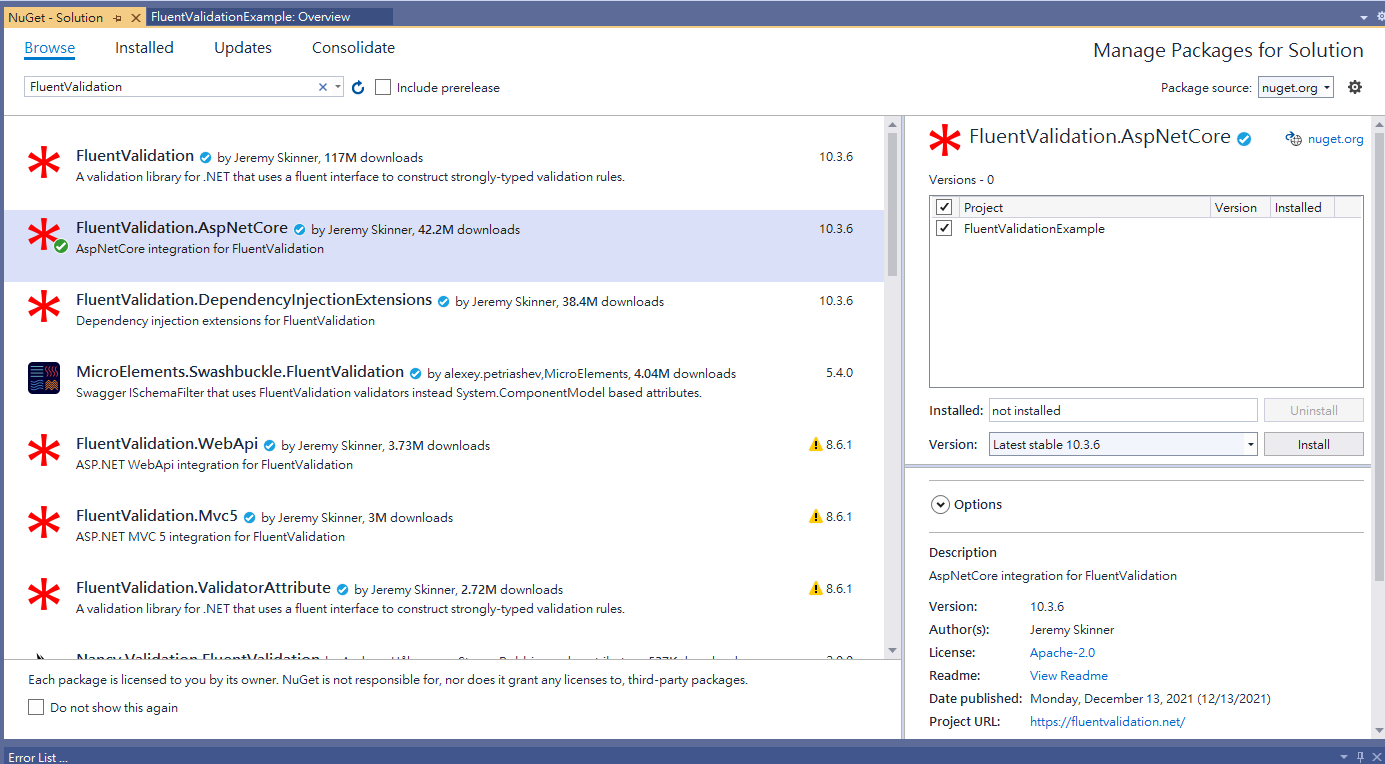 NuGet - Solution
FluentValidationExample: Overview
Browse Installed Updates Consolidate
Manage Packages for Solution
FluentValidation
Include prerelease
Package source: nuget.org
FluentValidation by Jeremy Skinner, 117M downloads 10.3.6
A validation library for .NET that uses a fluent interface to construct strongly-typed validation rules.
FluentValidation.AspNetCore by Jeremy Skinner, 42.2M downloads 10.3.6
AspNetCore integration for FluentValidation
FluentValidation.DependencyInjectionExtensions by Jeremy Skinner, 38.4M downloads 10.3.6
Dependency injection extensions for FluentValidation
MicroElements.Swashbuckle.FluentValidation by alexey.petriashev,MicroElements, 4.04M downloads 5.4.0
Swagger ISchemaFilter that uses FluentValidation validators instead System.ComponentModel based attributes.
FluentValidation.WebApi by Jeremy Skinner, 3.73M downloads 8.6.1
ASP.NET WebApi integration for FluentValidation
FluentValidation.Mvc5 by Jeremy Skinner, 3M downloads 8.6.1
ASP.NET MVC 5 integration for FluentValidation
FluentValidation.ValidatorAttribute by Jeremy Skinner, 2.72M downloads 8.6.1
A validation library for .NET that uses a fluent interface to construct strongly-typed validation rules.
Nancy.Validation.FluentValidation
Each package is licensed to you by its owner. NuGet is not responsible for, nor does it grant any licenses to, third-party packages.
Do not show this again
FluentValidation.AspNetCore nuget.org
Versions - 0
Project Version Installed
FluentValidationExample
Installed: not installed Uninstall
Version: Latest stable 10.3.6 Install
Options
Description
AspNetCore integration for FluentValidation
Version: 10.3.6
Author(s): Jeremy Skinner
License: Apache-2.0
Readme: View Readme
Date published: Monday, December 13, 2021 (12/13/2021)
Project URL: https://fluentvalidation.net/
Error List ...